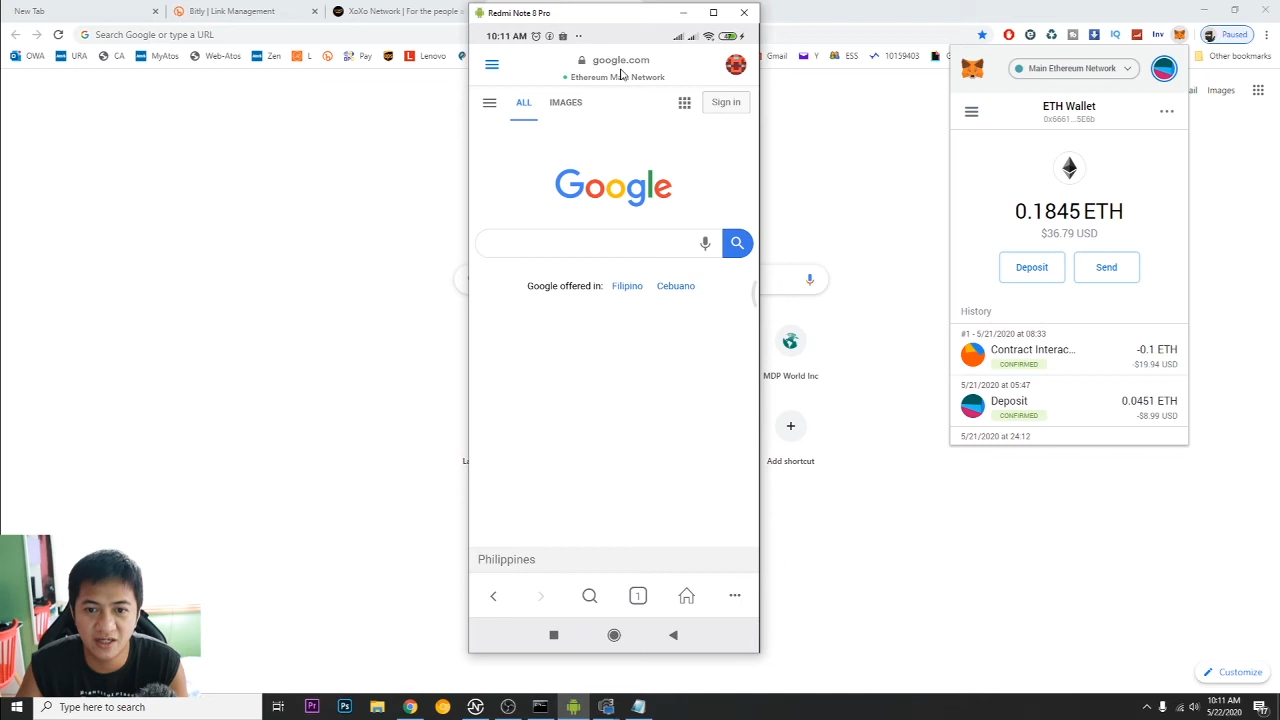 New Tab
Bitly | Link Management
XoXo Network | For the people a
Search Google or type a URL
Paused
OWA
URA
CA
MyAtos
Web-Atos
Zen
L
Pay
Lenovo
Gmail
Y
ESS
10159403
Other bookmarks
Images
Redmi Note 8 Pro
10:11 AM
google.com
Ethereum Main Network
ALL
IMAGES
Sign in
Google
Google offered in: Filipino Cebuano
Philippines
1
MDP World Inc
Add shortcut
Main Ethereum Network
ETH Wallet
0x6661...5E6b
0.1845 ETH
$36.79 USD
Deposit
Send
History
#1 - 5/21/2020 at 08:33
Contract Interac...
-0.1 ETH
CONFIRMED
-$19.94 USD
5/21/2020 at 05:47
Deposit
0.0451 ETH
CONFIRMED
-$8.99 USD
5/21/2020 at 24:12
Customize
Type here to search
10:11 AM
5/22/2020